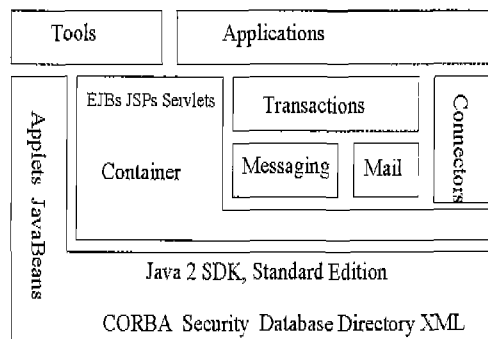 Tools
Applications
Applets JavaBeans
EJBs JSPs Servlets
Container
Transactions
Messaging
Mail
Connectors
Java 2 SDK, Standard Edition
CORBA Security Database Directory XML